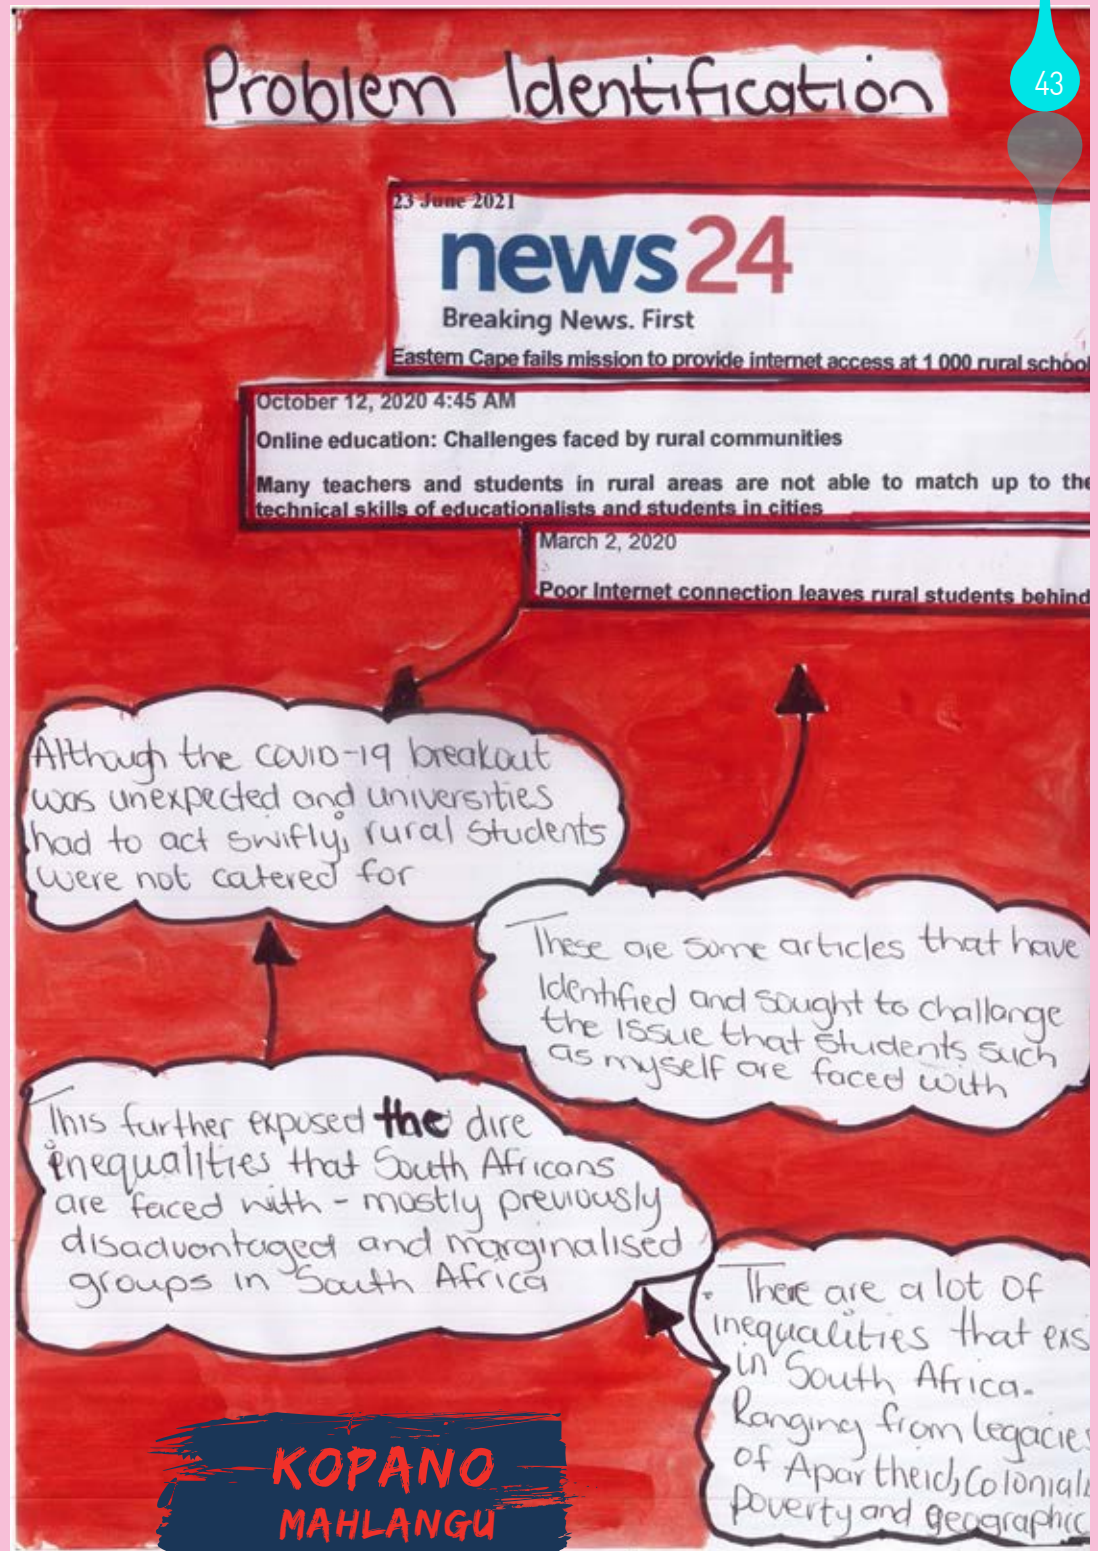 Problem Identification
43
23 June 2021
news24
Breaking News. First
Eastern Cape fails mission to provide internet access at 1 000 rural school
October 12, 2020 4:45 AM
Online education: Challenges faced by rural communities
Many teachers and students in rural areas are not able to match up to the
technical skills of educationalists and students in cities
March 2, 2020
Poor Internet connection leaves rural students behind
Although the COVID-19 breakout
was unexpected and universities
had to act swifly, rural students
were not catered for
These are some articles that have
Identified and sought to challange
the issue that students such
as myself are faced with
This further exposed the dire
inequalities that South Africans
are faced with - mostly previously
disadvantaged and marginalised
groups in South Africa
There are a lot of
inequalities that exs
in South Africa.
Ranging from legacies
of Apartheid, Coloniali
poverty and geographic
KOPANO
MAHLANGU